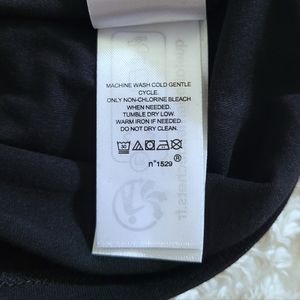 MACHINE WASH COLD GENTLE
CYCLE.
ONLY NON-CHLORINE BLEACH
WHEN NEEDED.
TUMBLE DRY LOW.
WARM IRON IF NEEDED
DO NOT DRY CLEAN.
n°1529 ®